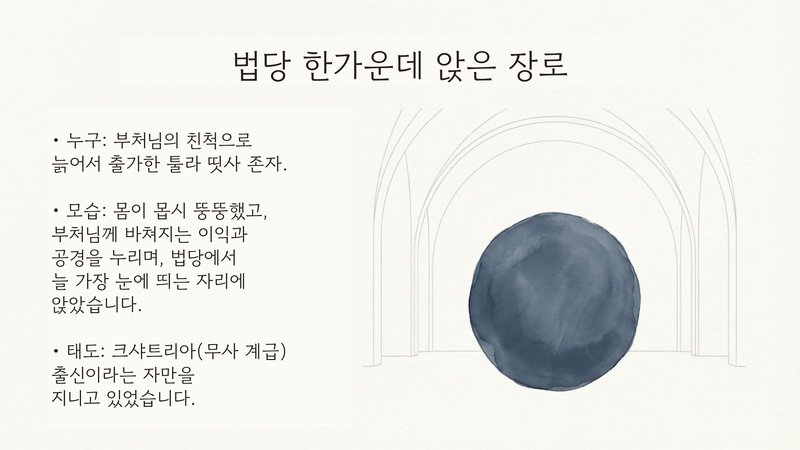 법당 한가운데 앉은 장로
• 누구: 부처님의 친척으로
늙어서 출가한 툴라 띳사 존자.
• 모습: 몸이 몹시 뚱뚱했고,
부처님께 바쳐지는 이익과
공경을 누리며, 법당에서
늘 가장 눈에 띄는 자리에
앉았습니다.
• 태도: 크샤트리아(무사 계급)
출신이라는 자만을
지니고 있었습니다.